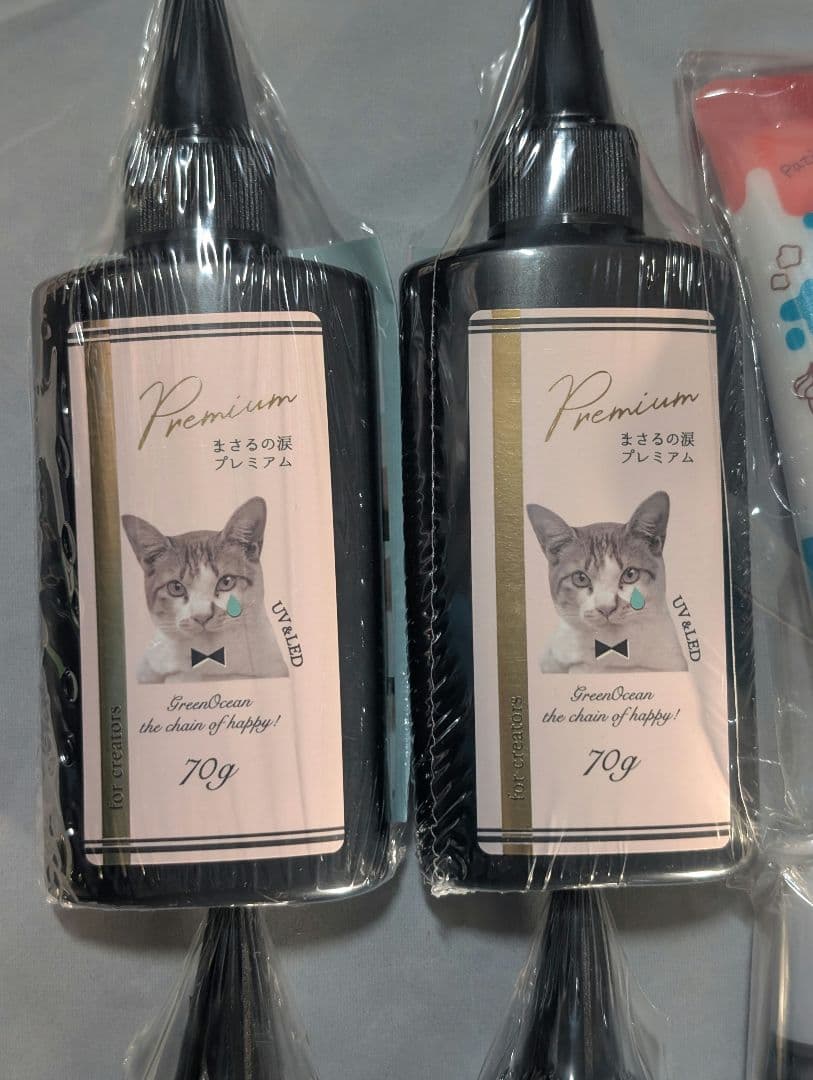 Premium
まさるの涙
プレミアム
UV&LED
GreenOcean
the chain of happy!
70g
for creators
Premium
まさるの涙
プレミアム
UV&LED
GreenOcean
the chain of happy!
70g
for creators